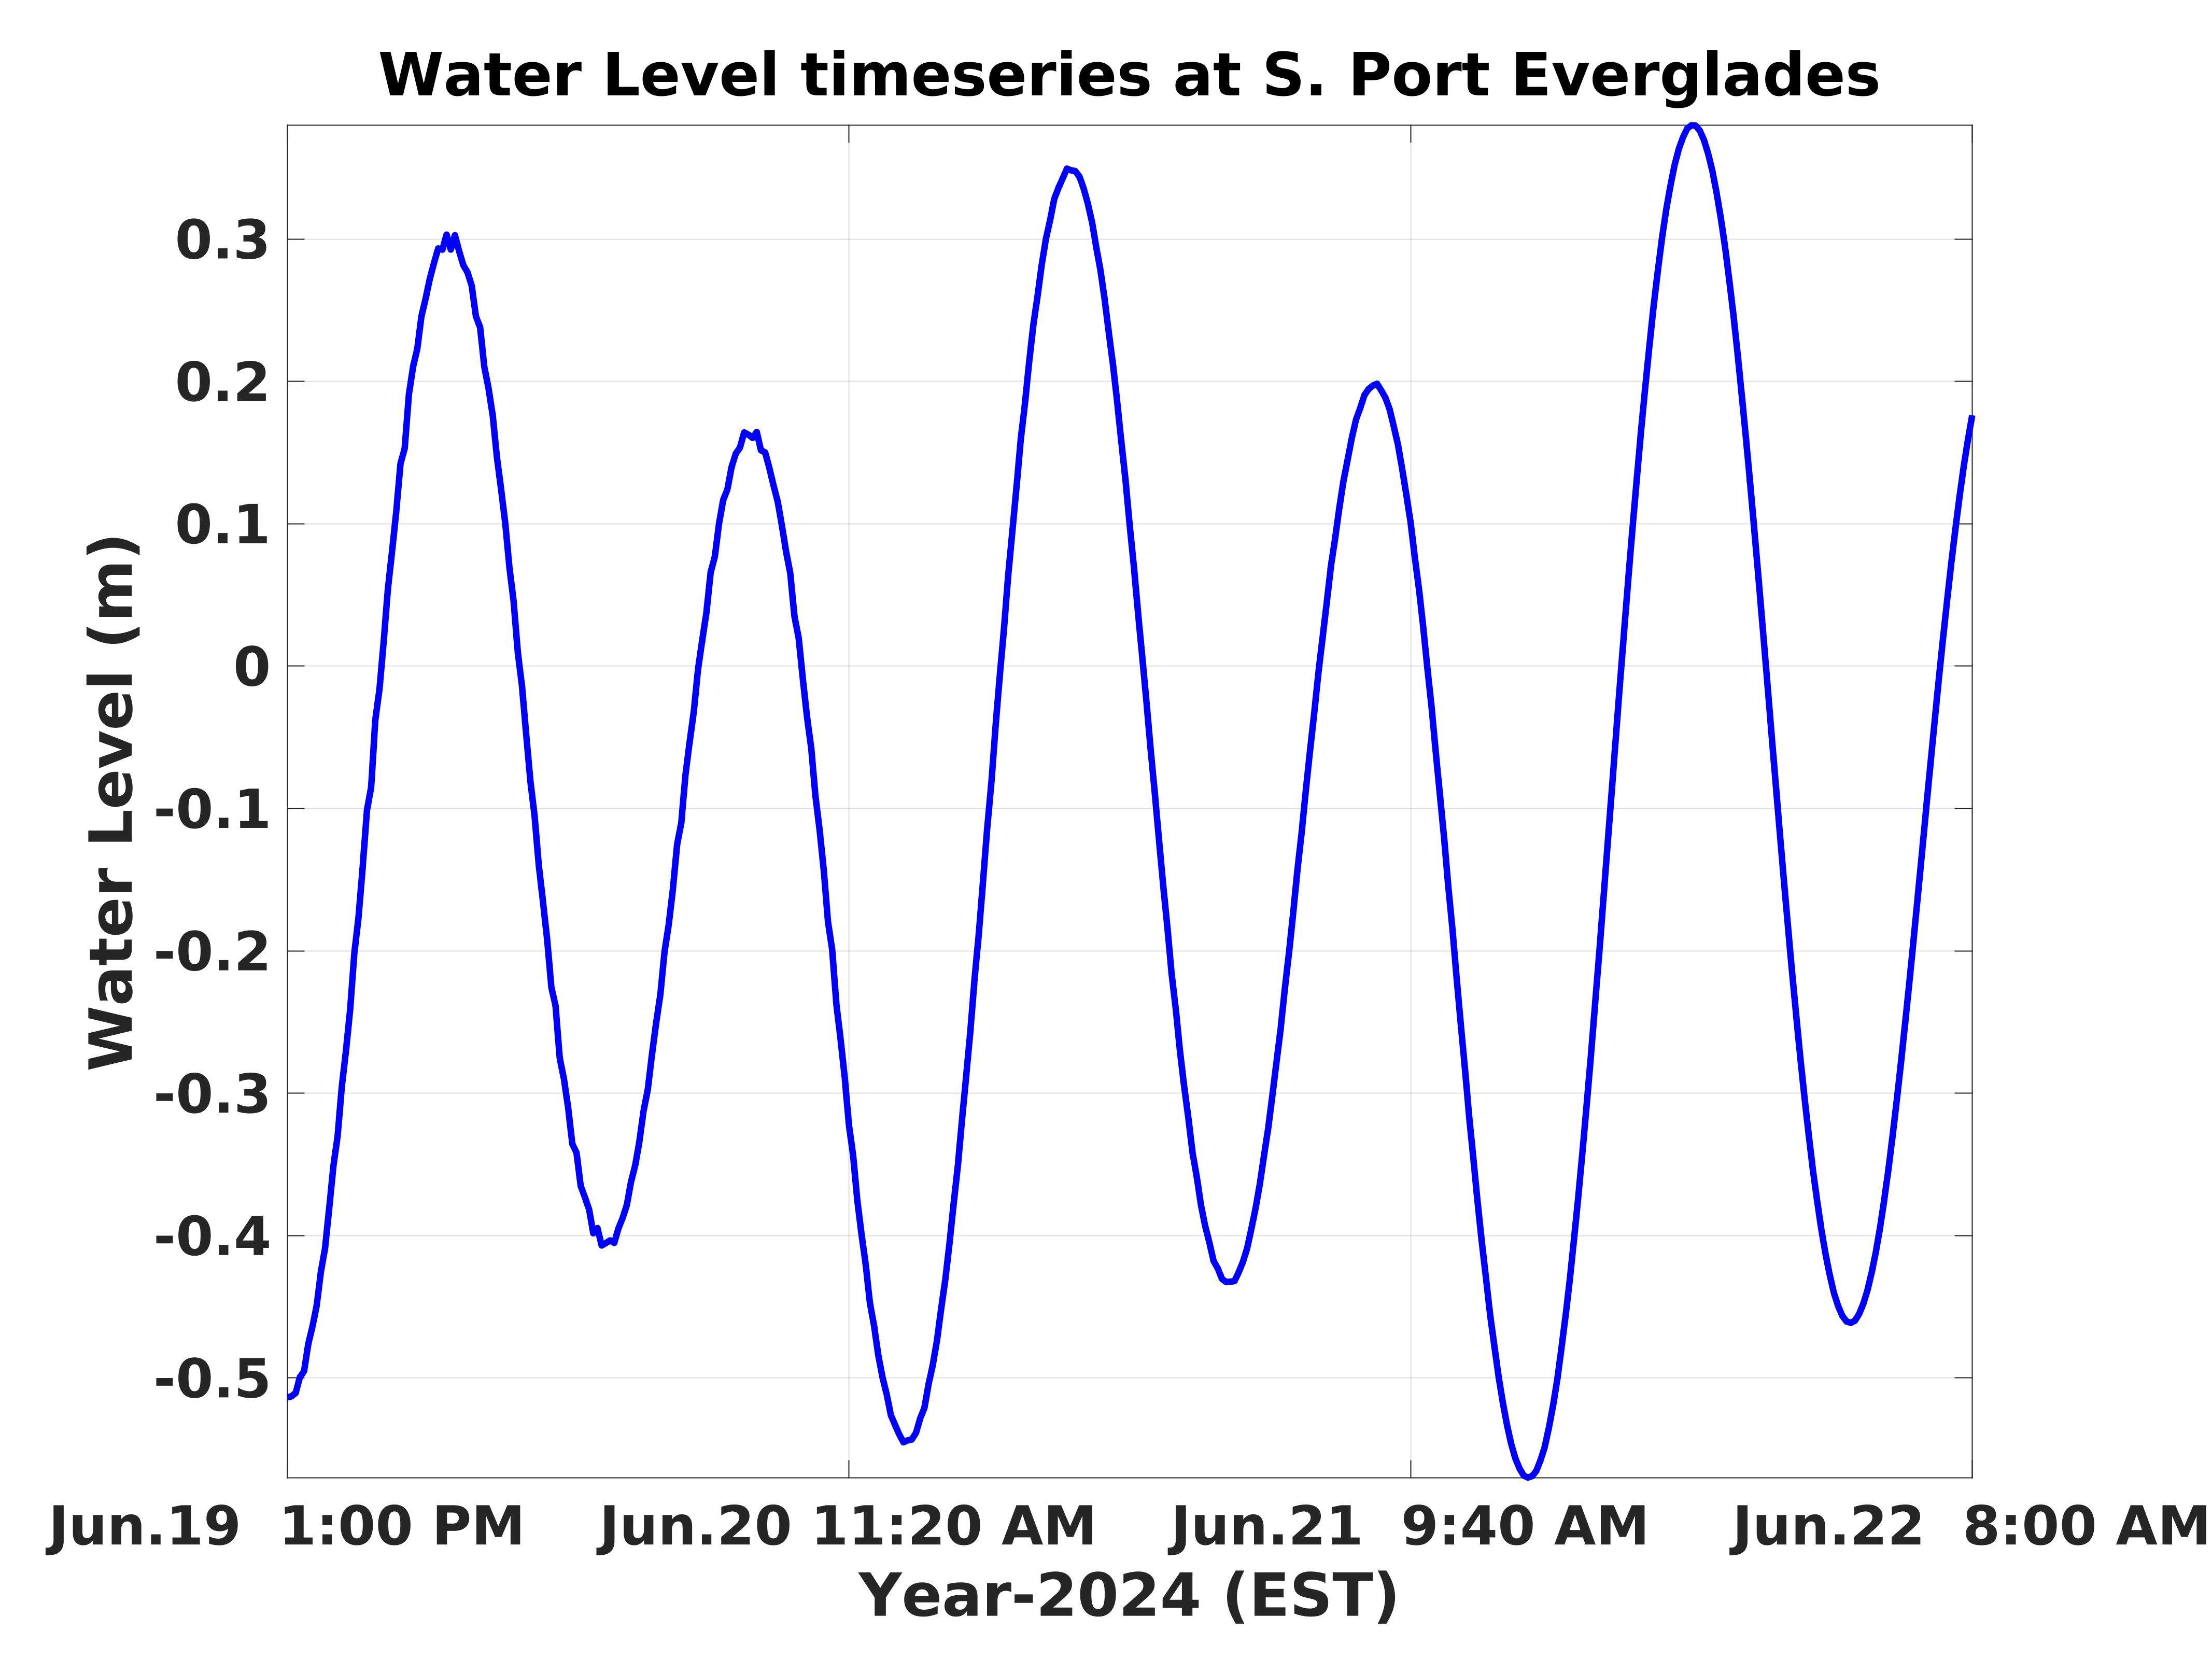 Water Level timeseries at S. Port Everglades
Water Level (m)
0.3
0.2
0.1
0
-0.1
-0.2
-0.3
-0.4
-0.5
Jun.19 1:00 PM Jun.20 11:20 AM Jun.21 9:40 AM Jun.22 8:00 AM
Year-2024 (EST)